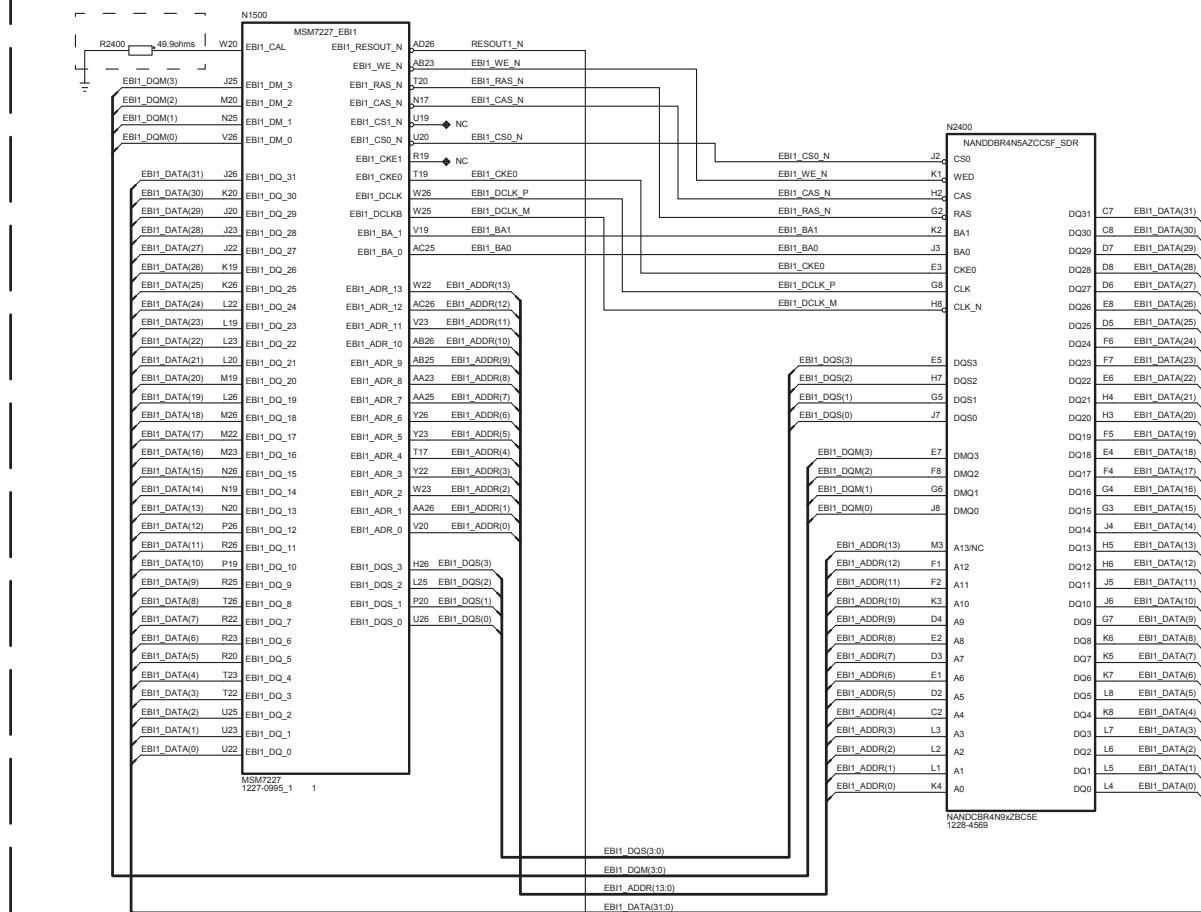 N1500
MSM7227_EBI1
R2400 49.9ohms W20 EBI1_CAL
EBI1_DQM(3) J25 EBI1_DM_3
EBI1_DQM(2) M20 EBI1_DM_2
EBI1_DQM(1) N25 EBI1_DM_1
EBI1_DQM(0) V26 EBI1_DM_0
EBI1_DATA(31) J26 EBI1_DQ_31
EBI1_DATA(30) K20 EBI1_DQ_30
EBI1_DATA(29) J20 EBI1_DQ_29
EBI1_DATA(28) J23 EBI1_DQ_28
EBI1_DATA(27) J22 EBI1_DQ_27
EBI1_DATA(26) K19 EBI1_DQ_26
EBI1_DATA(25) K26 EBI1_DQ_25
EBI1_DATA(24) L22 EBI1_DQ_24
EBI1_DATA(23) L19 EBI1_DQ_23
EBI1_DATA(22) L23 EBI1_DQ_22
EBI1_DATA(21) L20 EBI1_DQ_21
EBI1_DATA(20) M19 EBI1_DQ_20
EBI1_DATA(19) L26 EBI1_DQ_19
EBI1_DATA(18) M26 EBI1_DQ_18
EBI1_DATA(17) M22 EBI1_DQ_17
EBI1_DATA(16) M23 EBI1_DQ_16
EBI1_DATA(15) N26 EBI1_DQ_15
EBI1_DATA(14) N19 EBI1_DQ_14
EBI1_DATA(13) N20 EBI1_DQ_13
EBI1_DATA(12) P26 EBI1_DQ_12
EBI1_DATA(11) R26 EBI1_DQ_11
EBI1_DATA(10) P19 EBI1_DQ_10
EBI1_DATA(9) R25 EBI1_DQ_9
EBI1_DATA(8) T26 EBI1_DQ_8
EBI1_DATA(7) R22 EBI1_DQ_7
EBI1_DATA(6) R23 EBI1_DQ_6
EBI1_DATA(5) R20 EBI1_DQ_5
EBI1_DATA(4) T23 EBI1_DQ_4
EBI1_DATA(3) T22 EBI1_DQ_3
EBI1_DATA(2) U25 EBI1_DQ_2
EBI1_DATA(1) U23 EBI1_DQ_1
EBI1_DATA(0) U22 EBI1_DQ_0
MSM7227
1227-0995_1 1
EBI1_RESOUT_N AD26 RESOUT1_N
EBI1_WE_N AB23 EBI1_WE_N
EBI1_RAS_N T20 EBI1_RAS_N
EBI1_CAS_N N17 EBI1_CAS_N
EBI1_CS1_N U19 NC
EBI1_CS0_N U20 EBI1_CS0_N
EBI1_CKE1 R19 NC
EBI1_CKE0 T19 EBI1_CKE0
EBI1_DCLK W26 EBI1_DCLK_P
EBI1_DCLKB W25 EBI1_DCLK_M
EBI1_BA_1 V19 EBI1_BA1
EBI1_BA_0 AC25 EBI1_BA0
EBI1_ADR_13 W22 EBI1_ADDR(13)
EBI1_ADR_12 AC26 EBI1_ADDR(12)
EBI1_ADR_11 V23 EBI1_ADDR(11)
EBI1_ADR_10 AB26 EBI1_ADDR(10)
EBI1_ADR_9 AB25 EBI1_ADDR(9)
EBI1_ADR_8 AA23 EBI1_ADDR(8)
EBI1_ADR_7 AA25 EBI1_ADDR(7)
EBI1_ADR_6 Y26 EBI1_ADDR(6)
EBI1_ADR_5 Y23 EBI1_ADDR(5)
EBI1_ADR_4 T17 EBI1_ADDR(4)
EBI1_ADR_3 Y22 EBI1_ADDR(3)
EBI1_ADR_2 W23 EBI1_ADDR(2)
EBI1_ADR_1 AA26 EBI1_ADDR(1)
EBI1_ADR_0 V20 EBI1_ADDR(0)
EBI1_DQS_3 H26 EBI1_DQS(3)
EBI1_DQS_2 L25 EBI1_DQS(2)
EBI1_DQS_1 P20 EBI1_DQS(1)
EBI1_DQS_0 U26 EBI1_DQS(0)
N2400
NANDDBR4N5AZCC5F_SDR
EBI1_CS0_N J2 CS0
EBI1_WE_N K1 WED
EBI1_CAS_N H2 CAS
EBI1_RAS_N G2 RAS
EBI1_BA1 K2 BA1
EBI1_BA0 J3 BA0
EBI1_CKE0 E3 CKE0
EBI1_DCLK_P G8 CLK
EBI1_DCLK_M H8 CLK_N
EBI1_DQS(3) E5 DQS3
EBI1_DQS(2) H7 DQS2
EBI1_DQS(1) G5 DQS1
EBI1_DQS(0) J7 DQS0
EBI1_DQM(3) E7 DMQ3
EBI1_DQM(2) F8 DMQ2
EBI1_DQM(1) G6 DMQ1
EBI1_DQM(0) J8 DMQ0
EBI1_ADDR(13) M3 A13/NC
EBI1_ADDR(12) F1 A12
EBI1_ADDR(11) F2 A11
EBI1_ADDR(10) K3 A10
EBI1_ADDR(9) D4 A9
EBI1_ADDR(8) E2 A8
EBI1_ADDR(7) D3 A7
EBI1_ADDR(6) E1 A6
EBI1_ADDR(5) D2 A5
EBI1_ADDR(4) C2 A4
EBI1_ADDR(3) L3 A3
EBI1_ADDR(2) L2 A2
EBI1_ADDR(1) L1 A1
EBI1_ADDR(0) K4 A0
DQ31 C7 EBI1_DATA(31)
DQ30 C8 EBI1_DATA(30)
DQ29 D7 EBI1_DATA(29)
DQ28 D8 EBI1_DATA(28)
DQ27 D6 EBI1_DATA(27)
DQ26 E8 EBI1_DATA(26)
DQ25 D5 EBI1_DATA(25)
DQ24 F6 EBI1_DATA(24)
DQ23 F7 EBI1_DATA(23)
DQ22 E6 EBI1_DATA(22)
DQ21 H4 EBI1_DATA(21)
DQ20 H3 EBI1_DATA(20)
DQ19 F5 EBI1_DATA(19)
DQ18 E4 EBI1_DATA(18)
DQ17 F4 EBI1_DATA(17)
DQ16 G4 EBI1_DATA(16)
DQ15 G3 EBI1_DATA(15)
DQ14 J4 EBI1_DATA(14)
DQ13 H5 EBI1_DATA(13)
DQ12 H6 EBI1_DATA(12)
DQ11 J5 EBI1_DATA(11)
DQ10 J6 EBI1_DATA(10)
DQ9 G7 EBI1_DATA(9)
DQ8 K6 EBI1_DATA(8)
DQ7 K5 EBI1_DATA(7)
DQ6 K7 EBI1_DATA(6)
DQ5 L8 EBI1_DATA(5)
DQ4 K8 EBI1_DATA(4)
DQ3 L7 EBI1_DATA(3)
DQ2 L6 EBI1_DATA(2)
DQ1 L5 EBI1_DATA(1)
DQ0 L4 EBI1_DATA(0)
NANDCBR4N9xZBC5E
1228-4569
EBI1_DQS(3:0)
EBI1_DQM(3:0)
EBI1_ADDR(13:0)
EBI1_DATA(31:0)